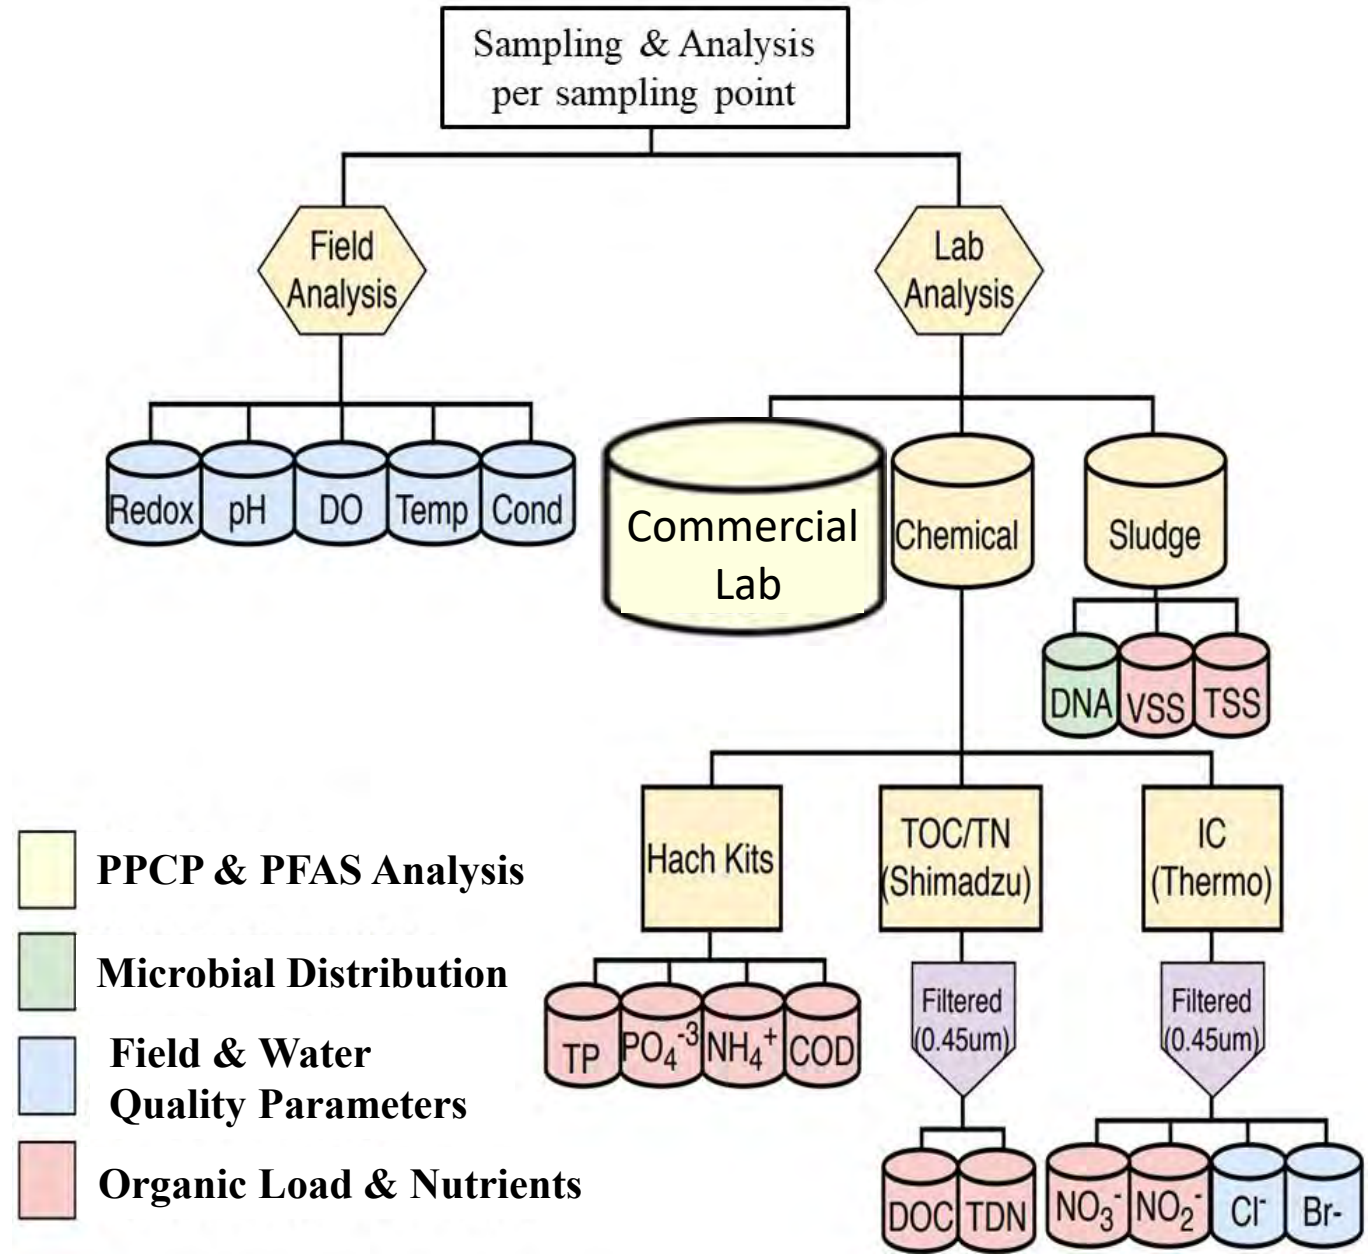 Sampling & Analysis
per sampling point
Field
Analysis
Lab
Analysis
Redox
pH
DO
Temp
Cond
Commercial
Lab
Chemical
Sludge
DNA
VSS
TSS
Hach Kits
TOC/TN
(Shimadzu)
IC
(Thermo)
TP
PO₄⁻³
NH₄⁺
COD
Filtered
(0.45um)
Filtered
(0.45um)
DOC
TDN
NO₃⁻
NO₂⁻
Cl⁻
Br-
PPCP & PFAS Analysis
Microbial Distribution
Field & Water
Quality Parameters
Organic Load & Nutrients